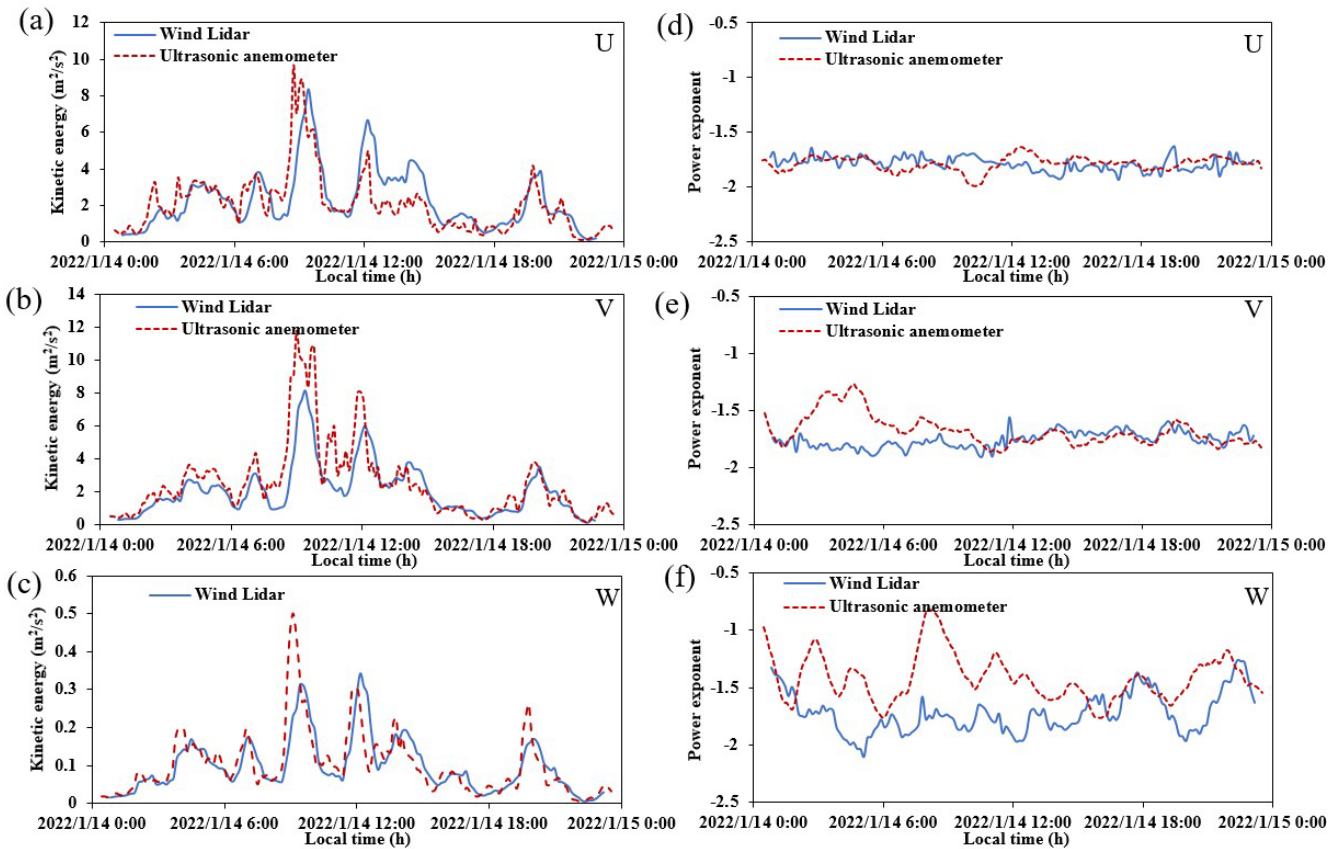 (a)
12
10
8
6
4
2
0
Kinetic energy (m²/s²)
Wind Lidar
Ultrasonic anemometer
U
2022/1/14 0:00 2022/1/14 6:00 2022/1/14 12:00 2022/1/14 18:00 2022/1/15 0:00
Local time (h)
(d)
-0.5
-1
-1.5
-2
-2.5
Power exponent
Wind Lidar
Ultrasonic anemometer
U
2022/1/14 0:00 2022/1/14 6:00 2022/1/14 12:00 2022/1/14 18:00 2022/1/15 0:00
Local time (h)
(b)
14
12
10
8
6
4
2
0
Kinetic energy (m²/s²)
Wind Lidar
Ultrasonic anemometer
V
2022/1/14 0:00 2022/1/14 6:00 2022/1/14 12:00 2022/1/14 18:00 2022/1/15 0:00
Local time (h)
(e)
-0.5
-1
-1.5
-2
-2.5
Power exponent
Wind Lidar
Ultrasonic anemometer
V
2022/1/14 0:00 2022/1/14 6:00 2022/1/14 12:00 2022/1/14 18:00 2022/1/15 0:00
Local time (h)
(c)
0.6
0.5
0.4
0.3
0.2
0.1
0
Kinetic energy (m²/s²)
Wind Lidar
W
2022/1/14 0:00 2022/1/14 6:00 2022/1/14 12:00 2022/1/14 18:00 2022/1/15 0:00
Local time (h)
(f)
-0.5
-1
-1.5
-2
-2.5
Power exponent
Wind Lidar
Ultrasonic anemometer
W
2022/1/14 0:00 2022/1/14 6:00 2022/1/14 12:00 2022/1/14 18:00 2022/1/15 0:00
Local time (h)